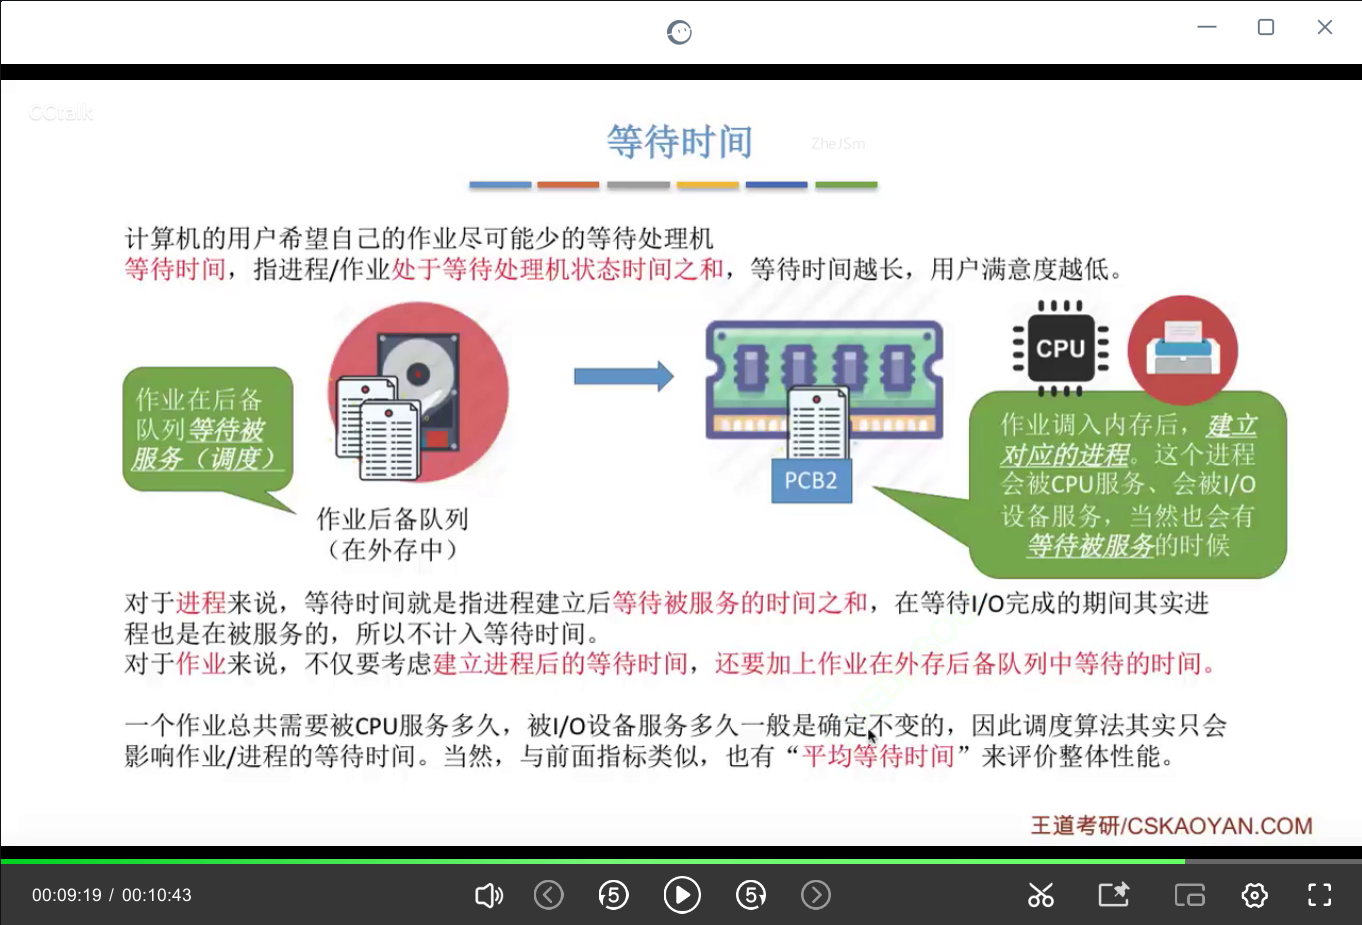 CCtalk
等待时间
ZheJSm
计算机的用户希望自己的作业尽可能少的等待处理机
等待时间，指进程/作业处于等待处理机状态时间之和，等待时间越长，用户满意度越低。
作业在后备
队列等待被
服务（调度）
作业后备队列
（在外存中）
PCB2
CPU
作业调入内存后，建立
对应的进程。这个进程
会被CPU服务、会被I/O
设备服务，当然也会有
等待被服务的时候
对于进程来说，等待时间就是指进程建立后等待被服务的时间之和，在等待I/O完成的期间其实进
程也是在被服务的，所以不计入等待时间。
对于作业来说，不仅要考虑建立进程后的等待时间，还要加上作业在外存后备队列中等待的时间。
一个作业总共需要被CPU服务多久，被I/O设备服务多久一般是确定不变的，因此调度算法其实只会
影响作业/进程的等待时间。当然，与前面指标类似，也有“平均等待时间”来评价整体性能。
王道考研/CSKAOYAN.COM
00:09:19 / 00:10:43
5
5